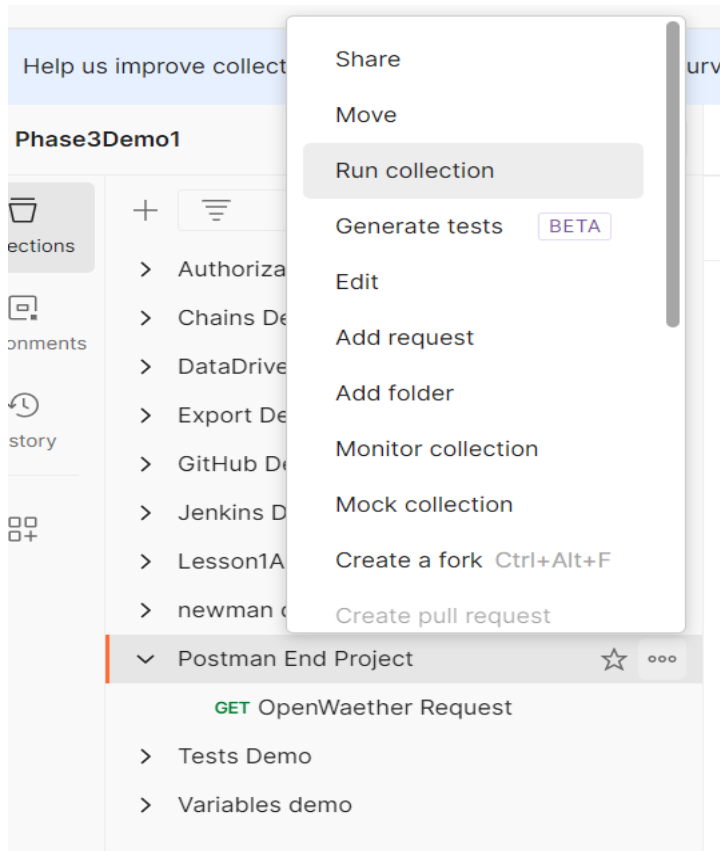 Help us improve collect
urv
Phase3Demo1
ections
onments
story
Authoriza
Chains De
DataDrive
Export De
GitHub De
Jenkins D
Lesson1A
newman
Postman End Project
GET OpenWaether Request
Tests Demo
Variables demo
Share
Move
Run collection
Generate tests BETA
Edit
Add request
Add folder
Monitor collection
Mock collection
Create a fork Ctrl+Alt+F
Create pull request